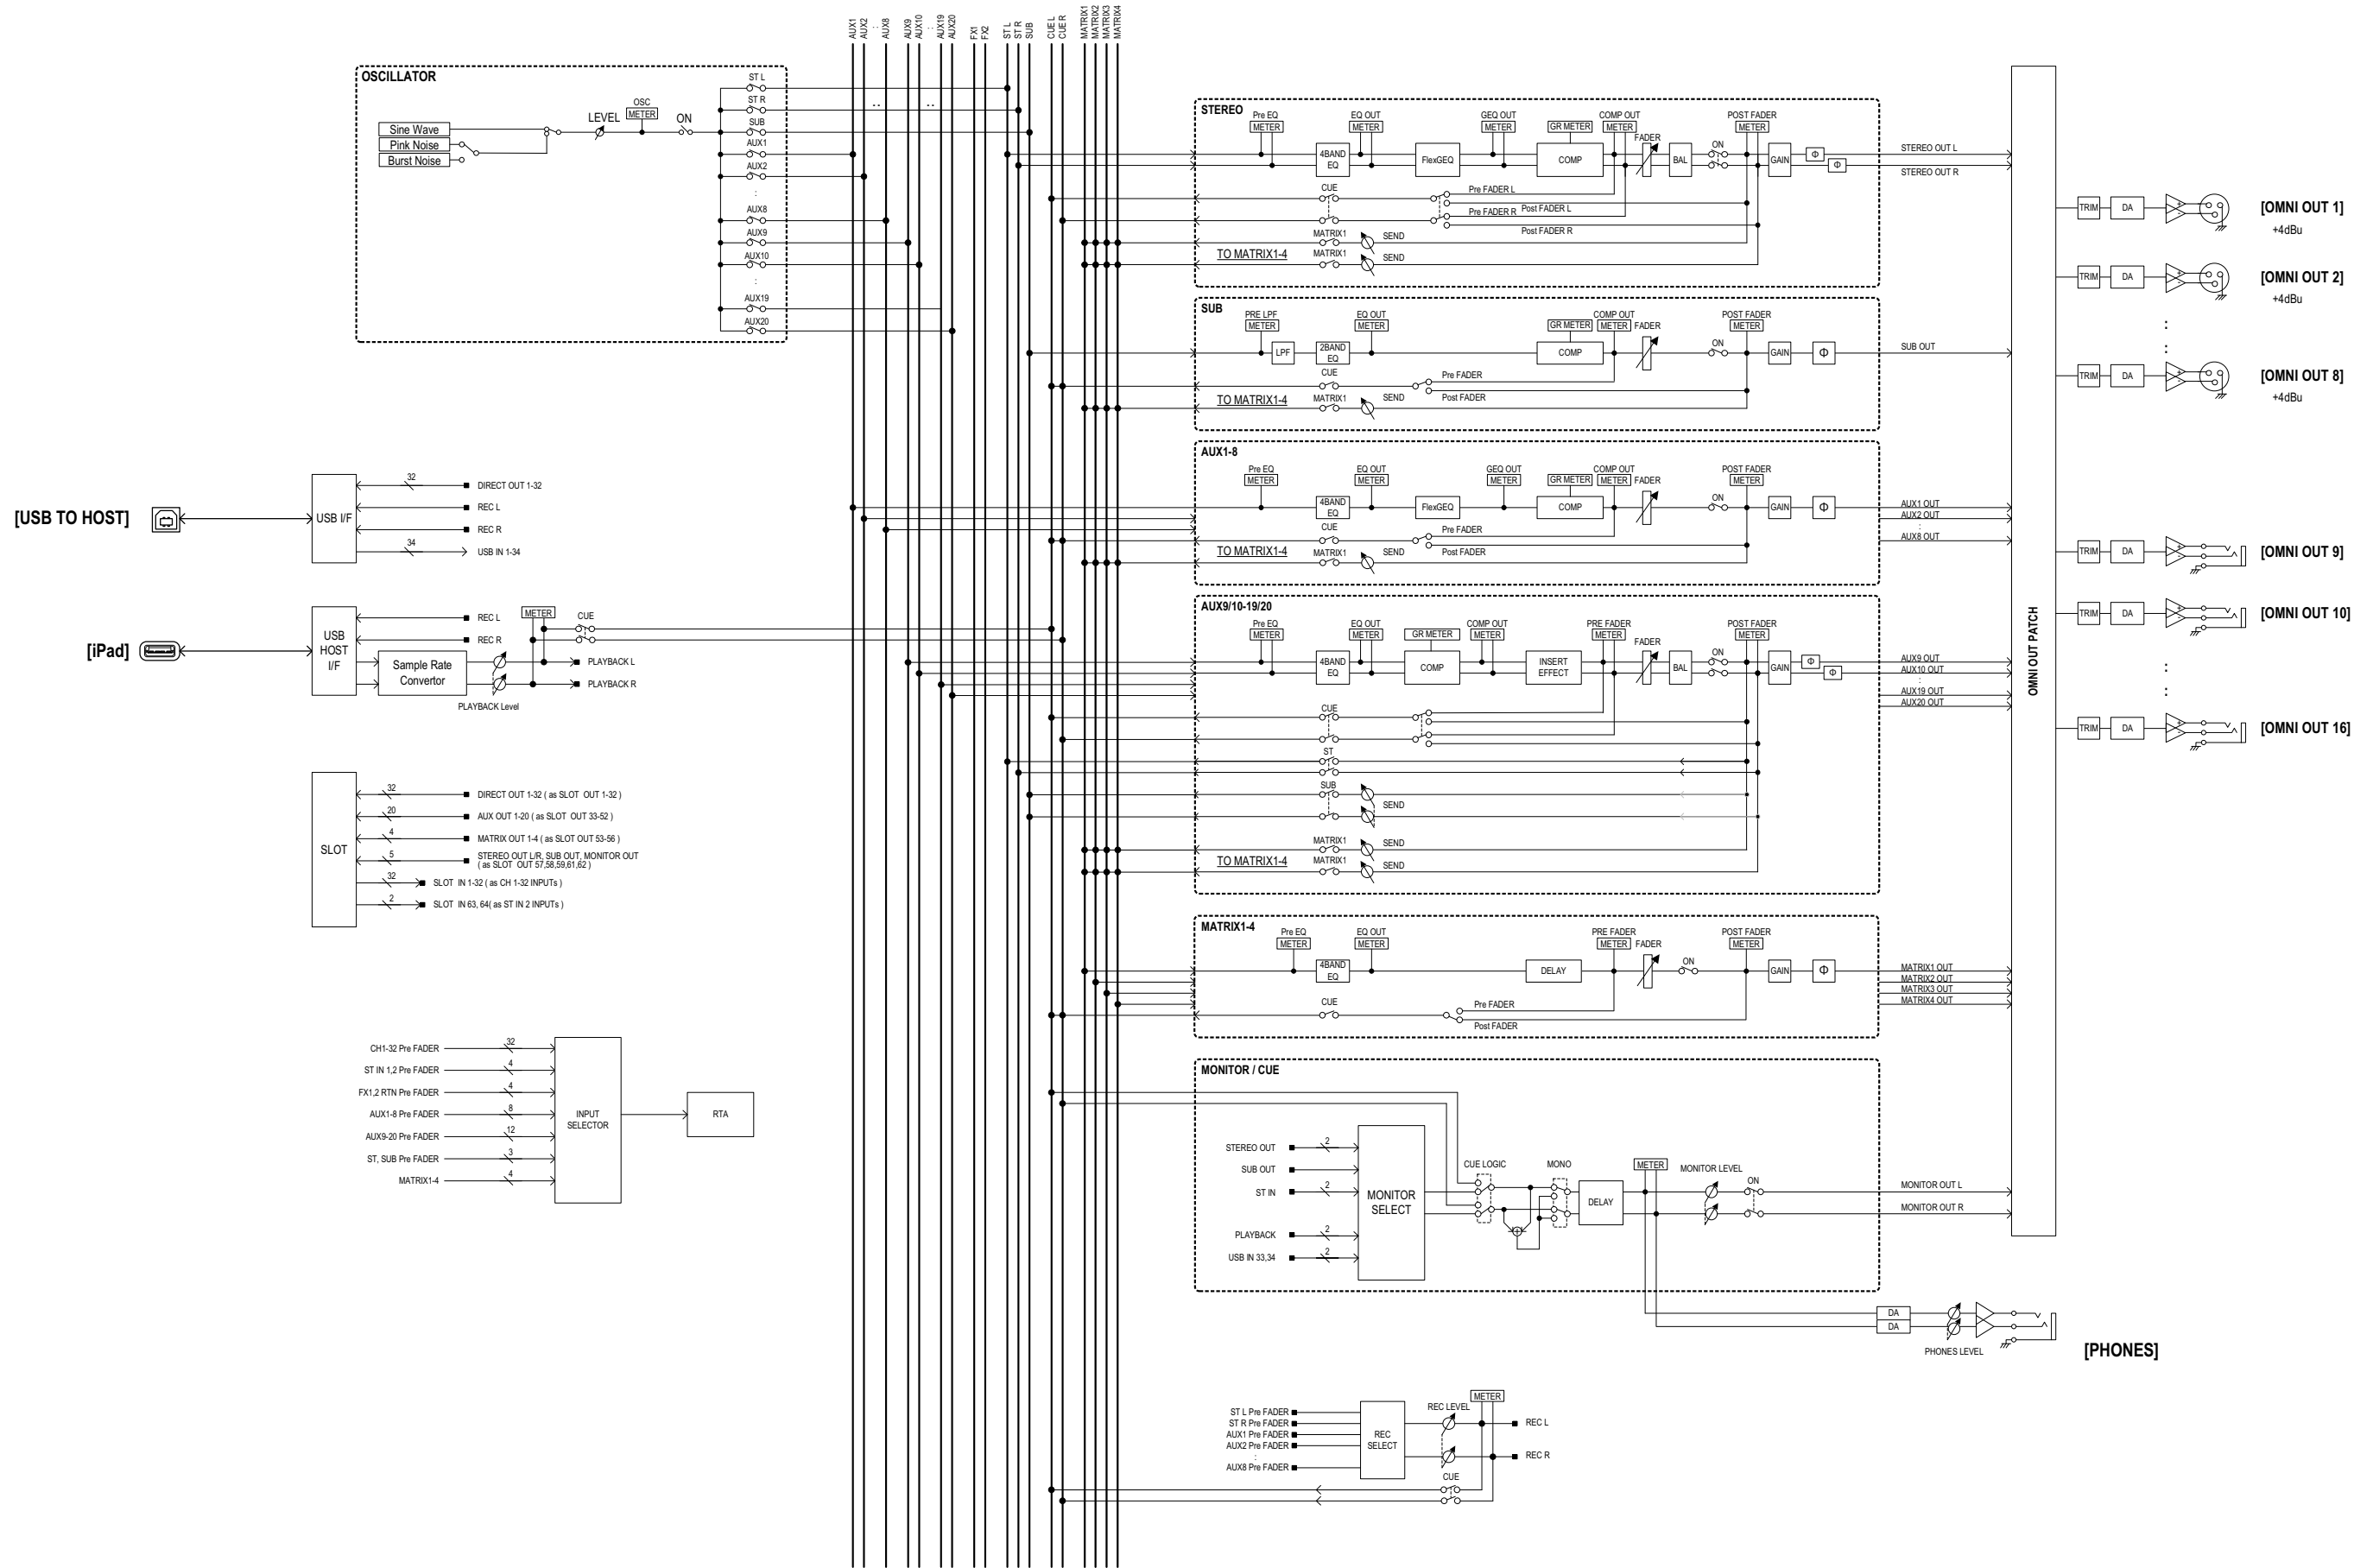 AUX1
AUX2
:
AUX8
AUX9
AUX10
:
AUX19
AUX20
FX1
FX2
ST L
ST R
SUB
CUE L
CUE R
MATRIX1
MATRIX2
MATRIX3
MATRIX4
OSCILLATOR
Sine Wave
Pink Noise
Burst Noise
LEVEL
OSC
METER
ON
ST L
ST R
SUB
AUX1
AUX2
:
AUX8
AUX9
AUX10
:
AUX19
AUX20
[USB TO HOST]
USB I/F
32
DIRECT OUT 1-32
REC L
REC R
34
USB IN 1-34
[iPad]
USB
HOST
I/F
REC L
REC R
Sample Rate
Convertor
METER
CUE
PLAYBACK L
PLAYBACK R
PLAYBACK Level
SLOT
32
DIRECT OUT 1-32 ( as SLOT OUT 1-32 )
20
AUX OUT 1-20 ( as SLOT OUT 33-52 )
4
MATRIX OUT 1-4 ( as SLOT OUT 53-56 )
5
STEREO OUT L/R, SUB OUT, MONITOR OUT
( as SLOT OUT 57,58,59,61,62 )
32
SLOT IN 1-32 ( as CH 1-32 INPUTs )
2
SLOT IN 63, 64( as ST IN 2 INPUTs )
CH1-32 Pre FADER
32
ST IN 1,2 Pre FADER
4
FX1,2 RTN Pre FADER
4
AUX1-8 Pre FADER
8
AUX9-20 Pre FADER
12
ST, SUB Pre FADER
3
MATRIX1-4
4
INPUT
SELECTOR
RTA
STEREO
Pre EQ
METER
EQ OUT
METER
GEQ OUT
METER
GR METER
COMP OUT
METER
FADER
POST FADER
METER
4BAND
EQ
FlexGEQ
COMP
BAL
ON
GAIN
Φ
Φ
STEREO OUT L
STEREO OUT R
CUE
Pre FADER L
Post FADER L
Pre FADER R
Post FADER R
MATRIX1
SEND
TO MATRIX1-4
MATRIX1
SEND
SUB
PRE LPF
METER
EQ OUT
METER
GR METER
COMP OUT
METER
FADER
POST FADER
METER
LPF
2BAND
EQ
COMP
ON
GAIN
Φ
SUB OUT
CUE
Pre FADER
Post FADER
TO MATRIX1-4
MATRIX1
SEND
AUX1-8
Pre EQ
METER
EQ OUT
METER
GEQ OUT
METER
GR METER
COMP OUT
METER
FADER
POST FADER
METER
4BAND
EQ
FlexGEQ
COMP
ON
GAIN
Φ
AUX1 OUT
AUX2 OUT
:
AUX8 OUT
CUE
Pre FADER
Post FADER
TO MATRIX1-4
MATRIX1
SEND
AUX9/10-19/20
Pre EQ
METER
EQ OUT
METER
GR METER
COMP OUT
METER
PRE FADER
METER
FADER
POST FADER
METER
4BAND
EQ
COMP
INSERT
EFFECT
BAL
ON
GAIN
Φ
Φ
AUX9 OUT
AUX10 OUT
:
AUX19 OUT
AUX20 OUT
CUE
ST
SUB
SEND
MATRIX1
SEND
TO MATRIX1-4
MATRIX1
SEND
MATRIX1-4
Pre EQ
METER
EQ OUT
METER
PRE FADER
METER
FADER
POST FADER
METER
4BAND
EQ
DELAY
ON
GAIN
Φ
MATRIX1 OUT
MATRIX2 OUT
MATRIX3 OUT
MATRIX4 OUT
CUE
Pre FADER
Post FADER
MONITOR / CUE
STEREO OUT
2
SUB OUT
ST IN
2
PLAYBACK
2
USB IN 33,34
2
MONITOR
SELECT
CUE LOGIC
MONO
DELAY
METER
MONITOR LEVEL
ON
MONITOR OUT L
MONITOR OUT R
DA
DA
PHONES LEVEL
[PHONES]
METER
ST L Pre FADER
ST R Pre FADER
AUX1 Pre FADER
AUX2 Pre FADER
:
AUX8 Pre FADER
REC
SELECT
REC LEVEL
REC L
REC R
CUE
OMNI OUT PATCH
TRIM
DA
+
-
[OMNI OUT 1]
+4dBu
TRIM
DA
+
-
[OMNI OUT 2]
+4dBu
:
:
TRIM
DA
+
-
[OMNI OUT 8]
+4dBu
TRIM
DA
+
-
[OMNI OUT 9]
TRIM
DA
+
-
[OMNI OUT 10]
:
:
TRIM
DA
+
-
[OMNI OUT 16]